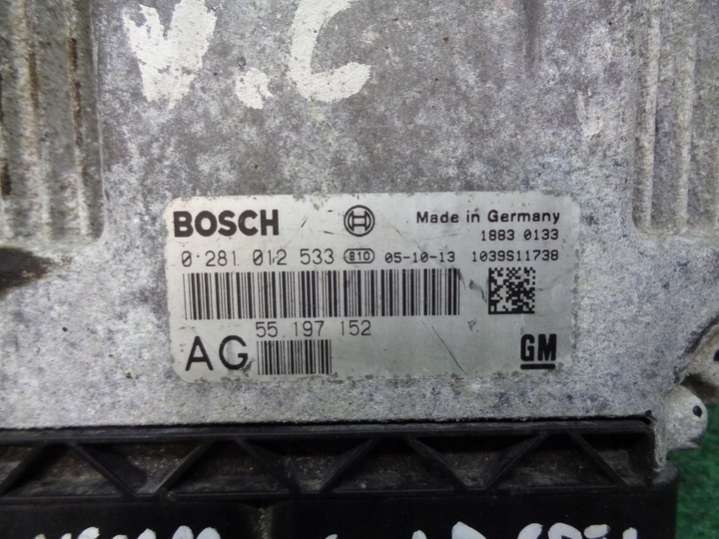 V.C
BOSCH Made in Germany
1883 0133
0 281 012 533 810 05-10-13 1039S11738
55 197 152
AG GM